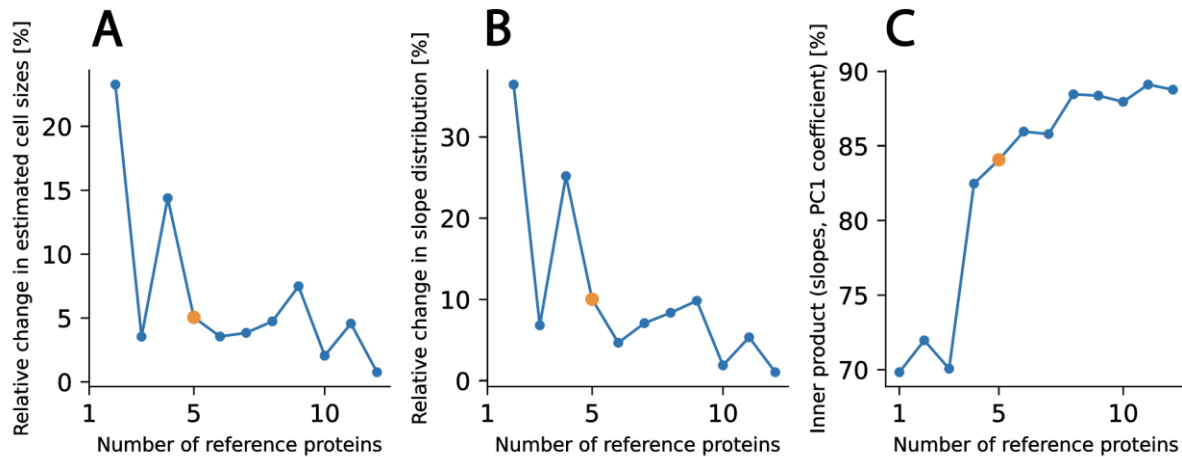 A
Relative change in estimated cell sizes [%]
20
15
10
5
0
1 5 10
Number of reference proteins
B
Relative change in slope distribution [%]
30
20
10
0
1 5 10
Number of reference proteins
C
Inner product (slopes, PC1 coefficient) [%]
90
85
80
75
70
1 5 10
Number of reference proteins